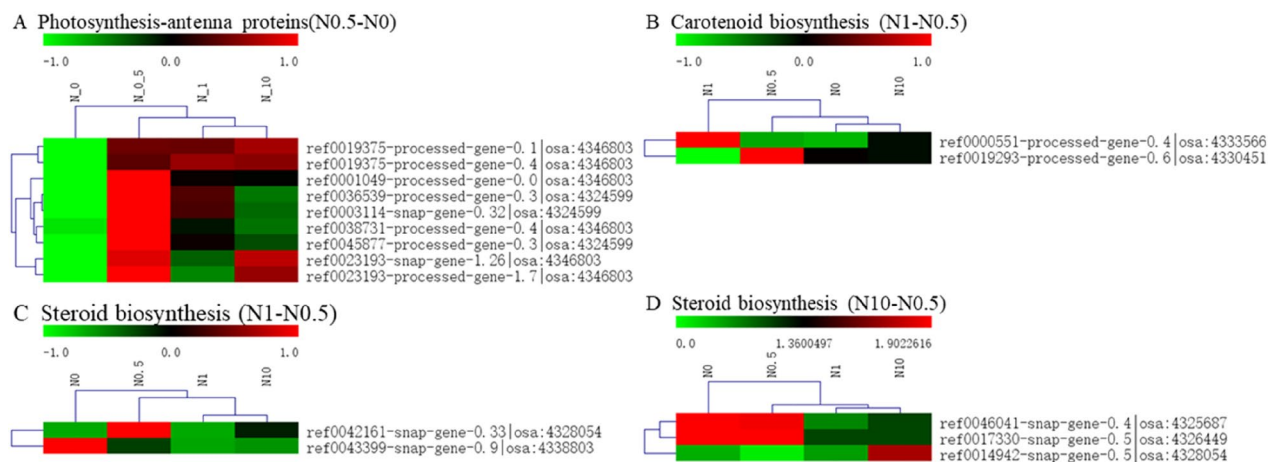 A Photosynthesis-antenna proteins(N0.5-N0)
-1.0 0.0 1.0
N_0 N_0_5 N_1 N_10
ref0019375-processed-gene-0.1|osa:4346803
ref0019375-processed-gene-0.4|osa:4346803
ref0001049-processed-gene-0.0|osa:4346803
ref0036539-processed-gene-0.3|osa:4324599
ref0003114-snap-gene-0.32|osa:4324599
ref0038731-processed-gene-0.4|osa:4346803
ref0045877-processed-gene-0.3|osa:4324599
ref0023193-snap-gene-1.26|osa:4346803
ref0023193-processed-gene-1.7|osa:4346803
B Carotenoid biosynthesis (N1-N0.5)
-1.0 0.0 1.0
N1 N0.5 N0 N10
ref0000551-processed-gene-0.4|osa:4333566
ref0019293-processed-gene-0.6|osa:4330451
C Steroid biosynthesis (N1-N0.5)
-1.0 0.0 1.0
N0 N0.5 N1 N10
ref0042161-snap-gene-0.33|osa:4328054
ref0043399-snap-gene-0.9|osa:4338803
D Steroid biosynthesis (N10-N0.5)
0.0 1.3600497 1.9022616
N0 N0.5 N1 N10
ref0046041-snap-gene-0.4|osa:4325687
ref0017330-snap-gene-0.5|osa:4326449
ref0014942-snap-gene-0.5|osa:4328054